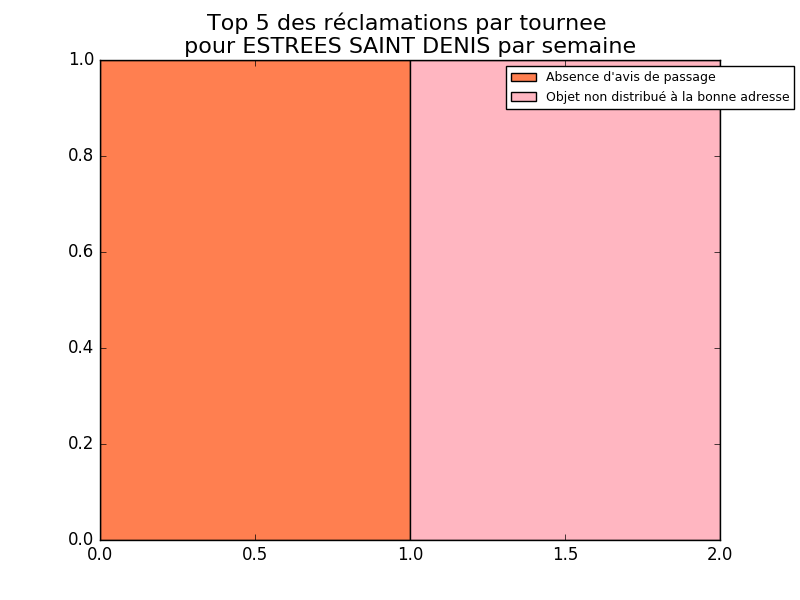 Top 5 des réclamations par tournee
pour ESTREES SAINT DENIS par semaine
Absence d'avis de passage
Objet non distribué à la bonne adresse
1.0
0.8
0.6
0.4
0.2
0.0
0.0 0.5 1.0 1.5 2.0